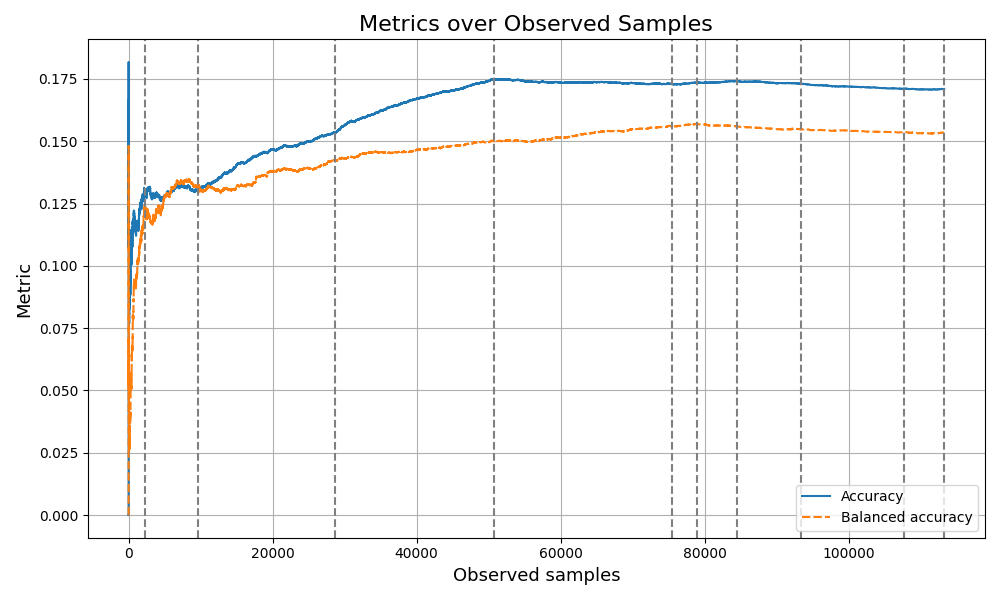 Metrics over Observed Samples
Metric
0.175
0.150
0.125
0.100
0.075
0.050
0.025
0.000
0 20000 40000 60000 80000 100000
Observed samples
Accuracy
Balanced accuracy